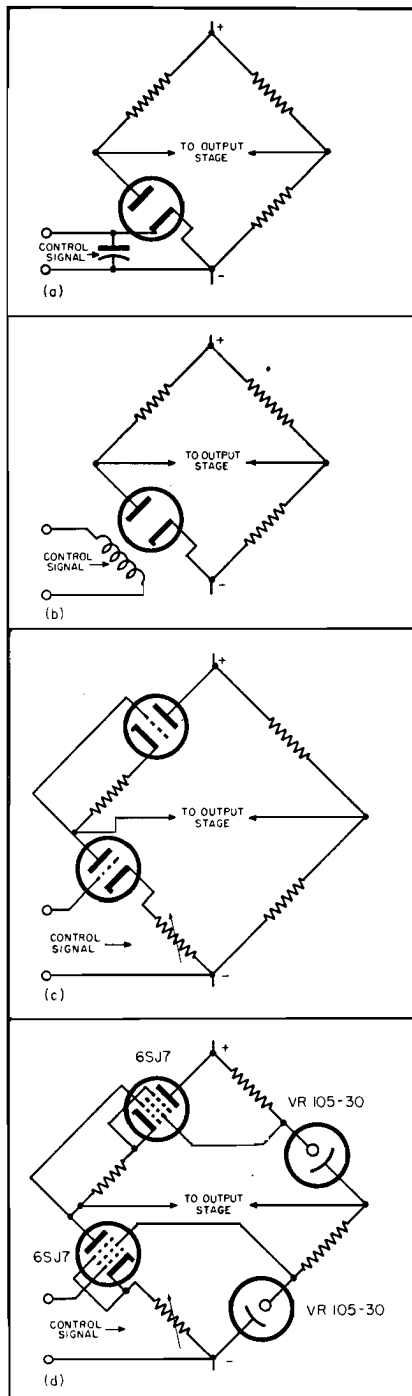 +
TO OUTPUT
STAGE
CONTROL
SIGNAL
-
(a)
+
TO OUTPUT
STAGE
CONTROL
SIGNAL
-
(b)
+
TO OUTPUT
STAGE
CONTROL
SIGNAL
-
(c)
6SJ7
+
VR 105-30
TO OUTPUT
STAGE
6SJ7
VR 105-30
CONTROL
SIGNAL
-
(d)